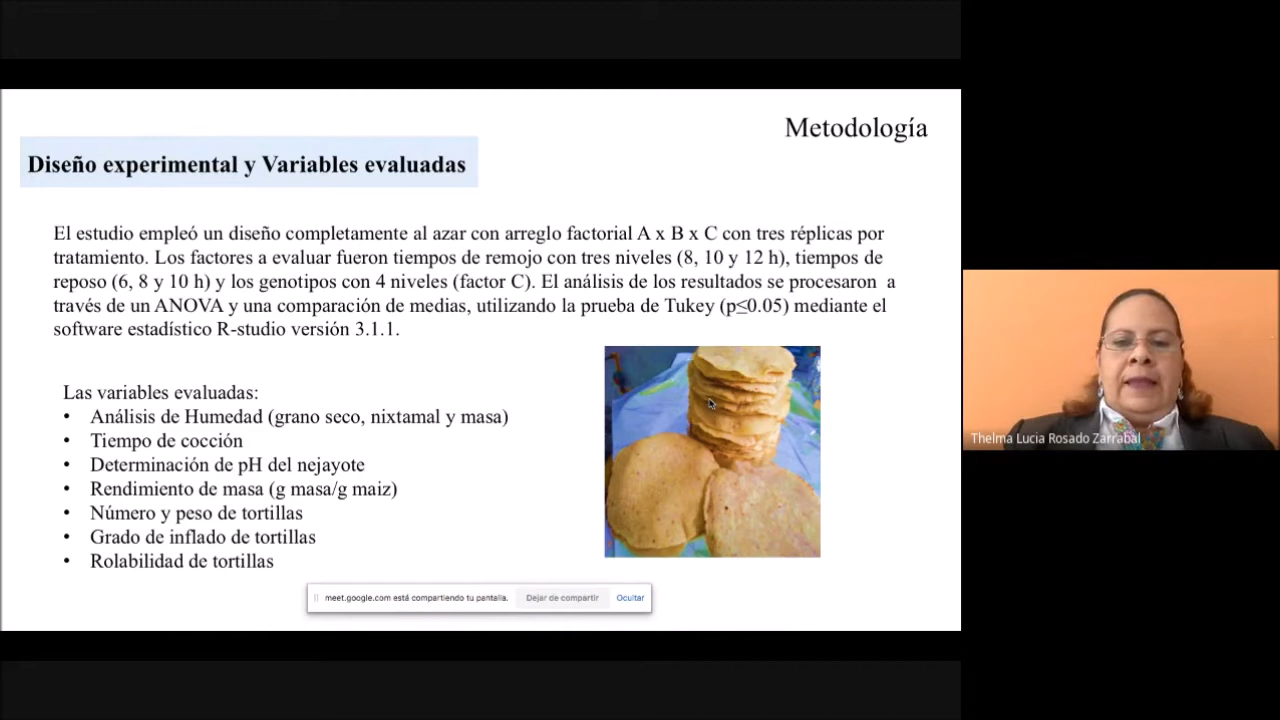 Metodología
Diseño experimental y Variables evaluadas
El estudio empleó un diseño completamente al azar con arreglo factorial A x B x C con tres réplicas por
tratamiento. Los factores a evaluar fueron tiempos de remojo con tres niveles (8, 10 y 12 h), tiempos de
reposo (6, 8 y 10 h) y los genotipos con 4 niveles (factor C). El análisis de los resultados se procesaron a
través de un ANOVA y una comparación de medias, utilizando la prueba de Tukey (p≤0.05) mediante el
software estadístico R-studio versión 3.1.1.
Las variables evaluadas:
• Análisis de Humedad (grano seco, nixtamal y masa)
• Tiempo de cocción
• Determinación de pH del nejayote
• Rendimiento de masa (g masa/g maiz)
• Número y peso de tortillas
• Grado de inflado de tortillas
• Rolabilidad de tortillas
meet.google.com está compartiendo tu pantalla. Dejar de compartir Ocultar
Thelma Lucia Rosado Zarrabal